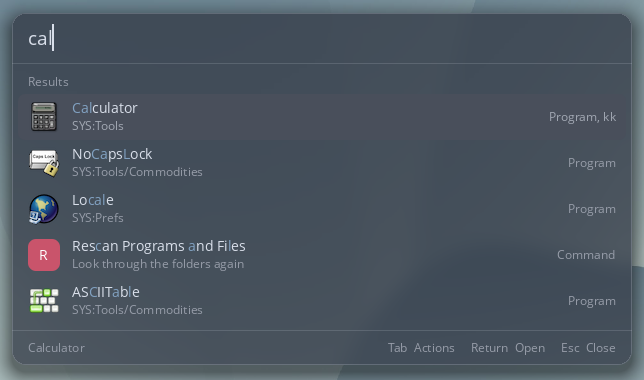 cal
Results
Calculator
SYS:Tools
Program, kk
Caps Lock
NoCapsLock
SYS:Tools/Commodities
Program
Locale
SYS:Prefs
Program
R
Rescan Programs and Files
Look through the folders again
Command
ASCIITable
SYS:Tools/Commodities
Program
Calculator
Tab Actions Return Open Esc Close